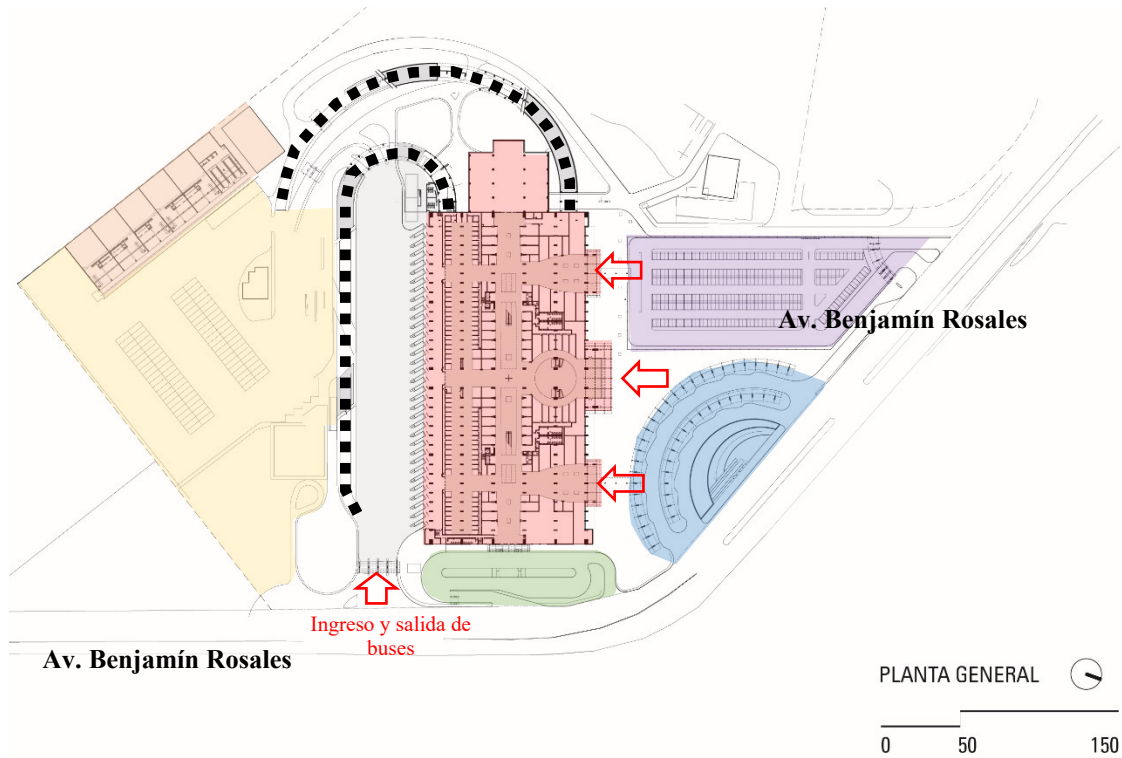 Av. Benjamín Rosales
Ingreso y salida de
buses
Av. Benjamín Rosales
PLANTA GENERAL
0 50 150